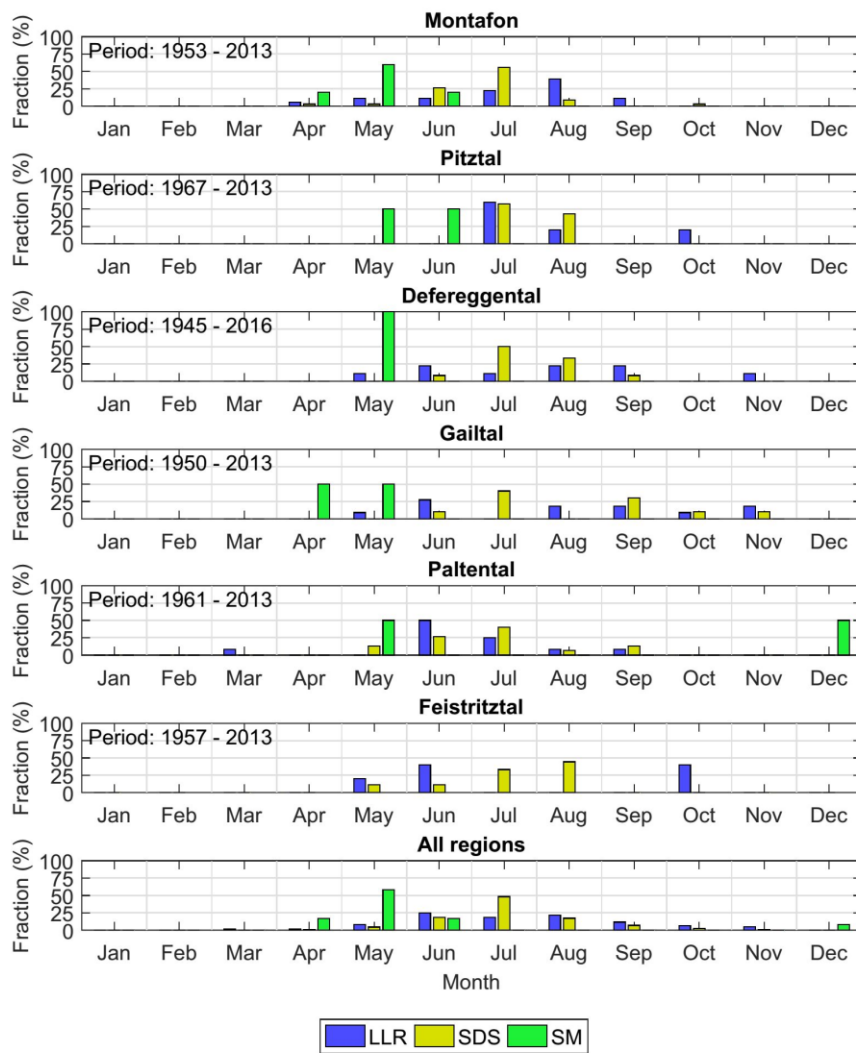 Montafon
Fraction (%)
100
75
50
25
0
Period: 1953 - 2013
Jan Feb Mar Apr May Jun Jul Aug Sep Oct Nov Dec
Pitztal
Fraction (%)
100
75
50
25
0
Period: 1967 - 2013
Jan Feb Mar Apr May Jun Jul Aug Sep Oct Nov Dec
Defereggental
Fraction (%)
100
75
50
25
0
Period: 1945 - 2016
Jan Feb Mar Apr May Jun Jul Aug Sep Oct Nov Dec
Gailtal
Fraction (%)
100
75
50
25
0
Period: 1950 - 2013
Jan Feb Mar Apr May Jun Jul Aug Sep Oct Nov Dec
Paltental
Fraction (%)
100
75
50
25
0
Period: 1961 - 2013
Jan Feb Mar Apr May Jun Jul Aug Sep Oct Nov Dec
Feistritztal
Fraction (%)
100
75
50
25
0
Period: 1957 - 2013
Jan Feb Mar Apr May Jun Jul Aug Sep Oct Nov Dec
All regions
Fraction (%)
100
75
50
25
0
Jan Feb Mar Apr May Jun Jul Aug Sep Oct Nov Dec
Month
LLR SDS SM